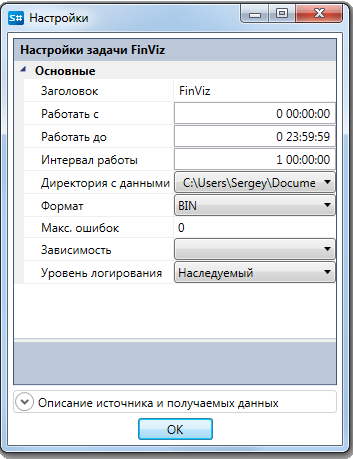 S# Настройки
Настройки задачи FinViz
Основные
Заголовок FinViz
Работать с 0 00:00:00
Работать до 0 23:59:59
Интервал работы 1 00:00:00
Директория с данными C:\Users\Sergey\Docume
Формат BIN
Макс. ошибок 0
Зависимость
Уровень логирования Наследуемый
Описание источника и получаемых данных
OK